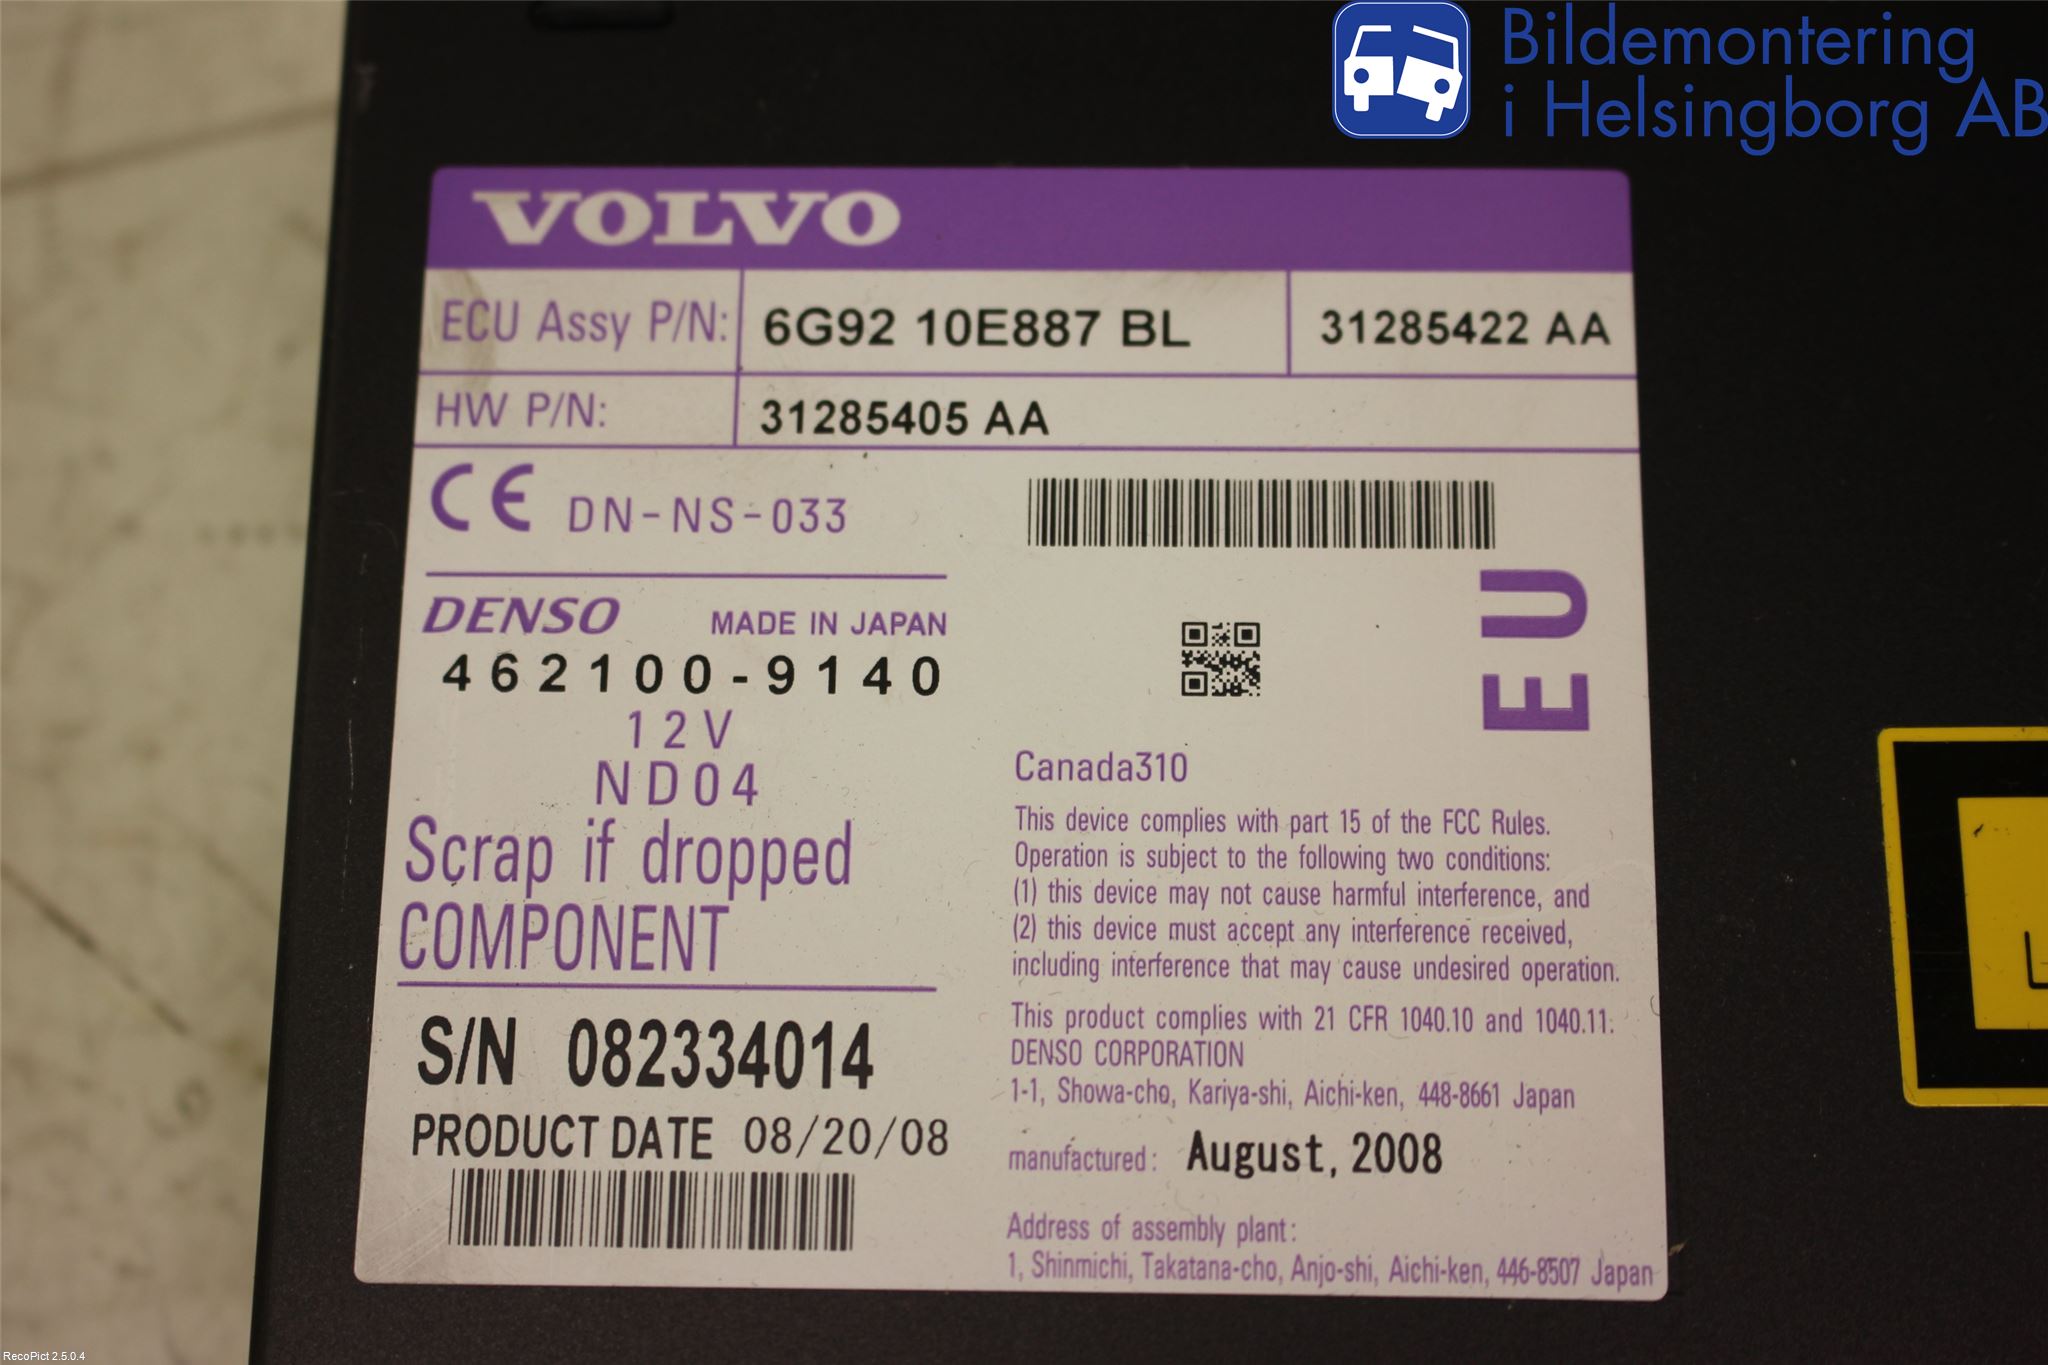 Bildemontering
i Helsingborg AB
VOLVO
ECU Assy P/N: 6G92 10E887 BL 31285422 AA
HW P/N: 31285405 AA
CE DN-NS-033
DENSO MADE IN JAPAN
462100-9140
12V
ND04
Scrap if dropped
COMPONENT
S/N 082334014
PRODUCT DATE 08/20/08
EU
Canada310
This device complies with part 15 of the FCC Rules.
Operation is subject to the following two conditions:
(1) this device may not cause harmful interference, and
(2) this device must accept any interference received,
including interference that may cause undesired operation.
This product complies with 21 CFR 1040.10 and 1040.11.
DENSO CORPORATION
1-1, Showa-cho, Kariya-shi, Aichi-ken, 448-8661 Japan
manufactured: August, 2008
Address of assembly plant:
1, Shinmichi, Takatana-cho, Anjo-shi, Aichi-ken, 446-8507 Japan
RecoPict 2.5.0.4